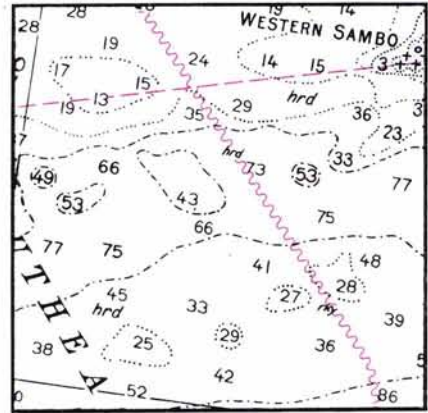 28 28 19 14
WESTERN SAMBO
19 24
17 15 14 15 3
19 13 35 29 hrd 36
23
hrd 33
49 66 73 53 77
53 43
66 75
77 75
41 48
UTHEA
45 27 28
hrd 33 rky 39
29
38 25 36
52 42 86